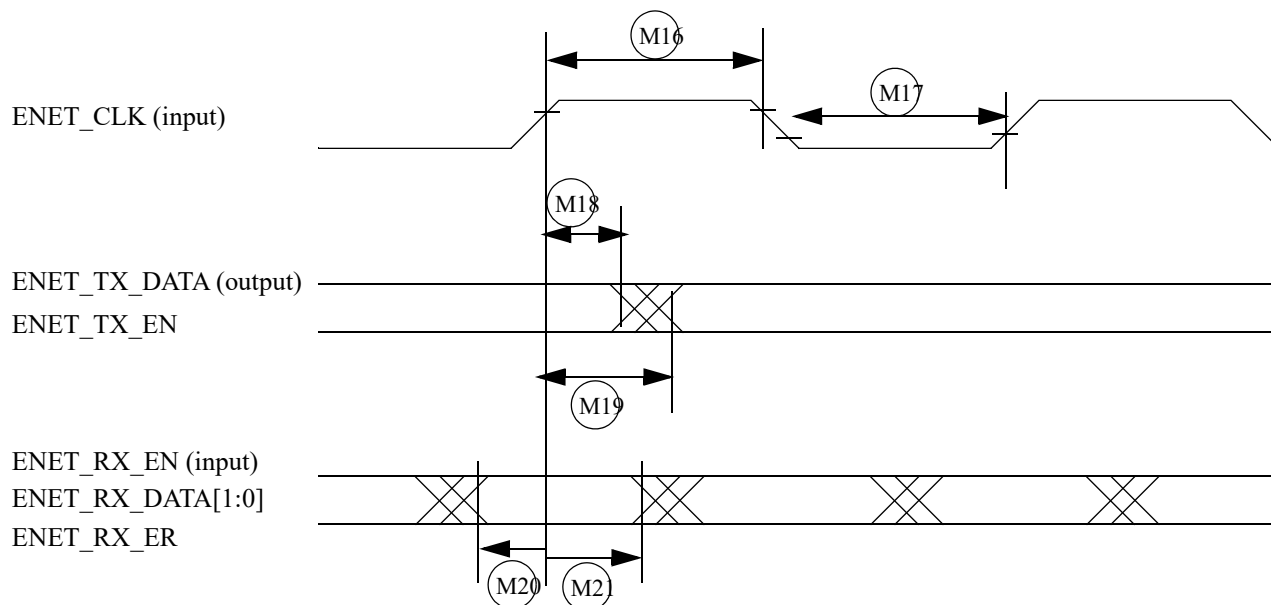 M16
ENET_CLK (input)
M17
M18
ENET_TX_DATA (output)
ENET_TX_EN
M19
ENET_RX_EN (input)
ENET_RX_DATA[1:0]
ENET_RX_ER
M20
M21